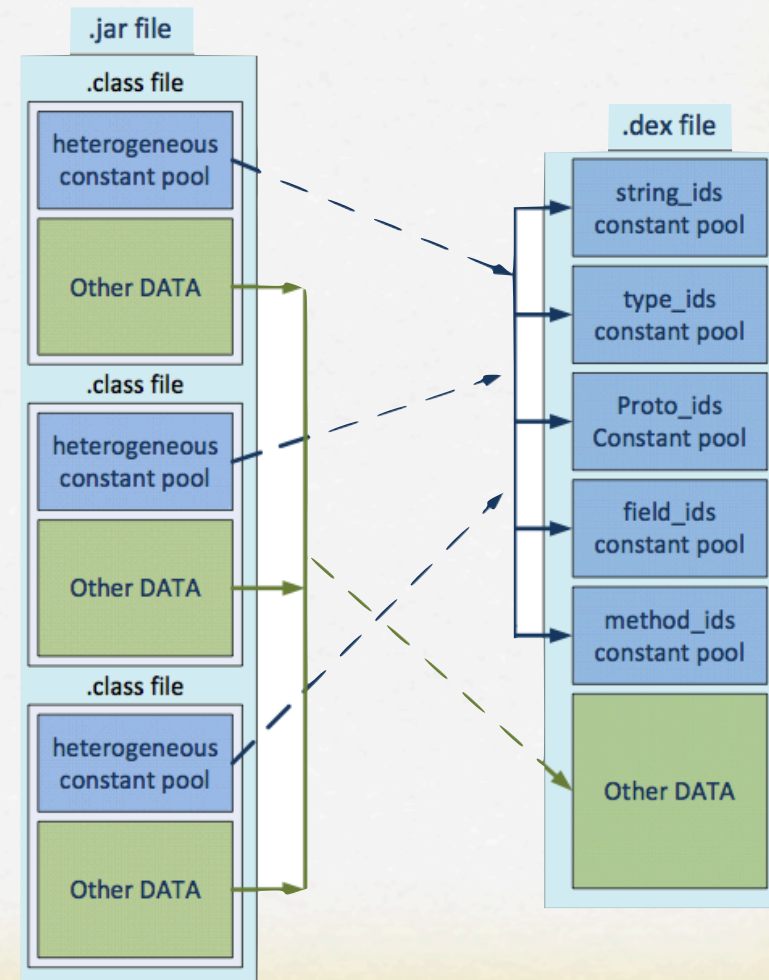 .jar file
.class file
heterogeneous
constant pool
Other DATA
.class file
heterogeneous
constant pool
Other DATA
.class file
heterogeneous
constant pool
Other DATA
.dex file
string_ids
constant pool
type_ids
constant pool
Proto_ids
Constant pool
field_ids
constant pool
method_ids
constant pool
Other DATA